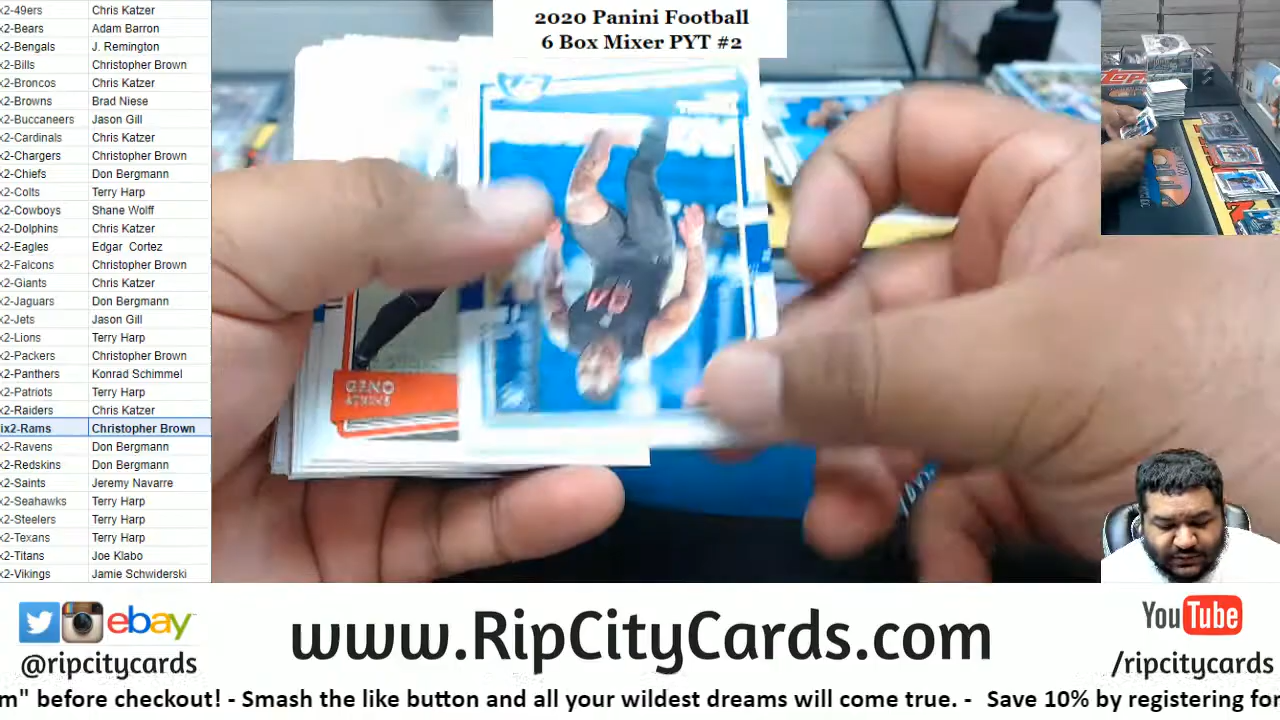 2020 Panini Football
6 Box Mixer PYT #2
x2-49ers Chris Katzer
x2-Bears Adam Barron
x2-Bengals J. Remington
x2-Bills Christopher Brown
x2-Broncos Chris Katzer
x2-Browns Brad Niese
x2-Buccaneers Jason Gill
x2-Cardinals Chris Katzer
x2-Chargers Christopher Brown
x2-Chiefs Don Bergmann
x2-Colts Terry Harp
x2-Cowboys Shane Wolff
x2-Dolphins Chris Katzer
x2-Eagles Edgar Cortez
x2-Falcons Christopher Brown
x2-Giants Chris Katzer
x2-Jaguars Don Bergmann
x2-Jets Jason Gill
x2-Lions Terry Harp
x2-Packers Christopher Brown
x2-Panthers Konrad Schimmel
x2-Patriots Terry Harp
x2-Raiders Chris Katzer
ix2-Rams Christopher Brown
x2-Ravens Don Bergmann
x2-Redskins Don Bergmann
x2-Saints Jeremy Navarre
x2-Seahawks Terry Harp
x2-Steelers Terry Harp
x2-Texans Terry Harp
x2-Titans Joe Klabo
x2-Vikings Jamie Schwiderski
GENO
ATKINS
ebay
@ripcitycards
www.RipCityCards.com
YouTube
/ripcitycards
m" before checkout! - Smash the like button and all your wildest dreams will come true. - Save 10% by registering for